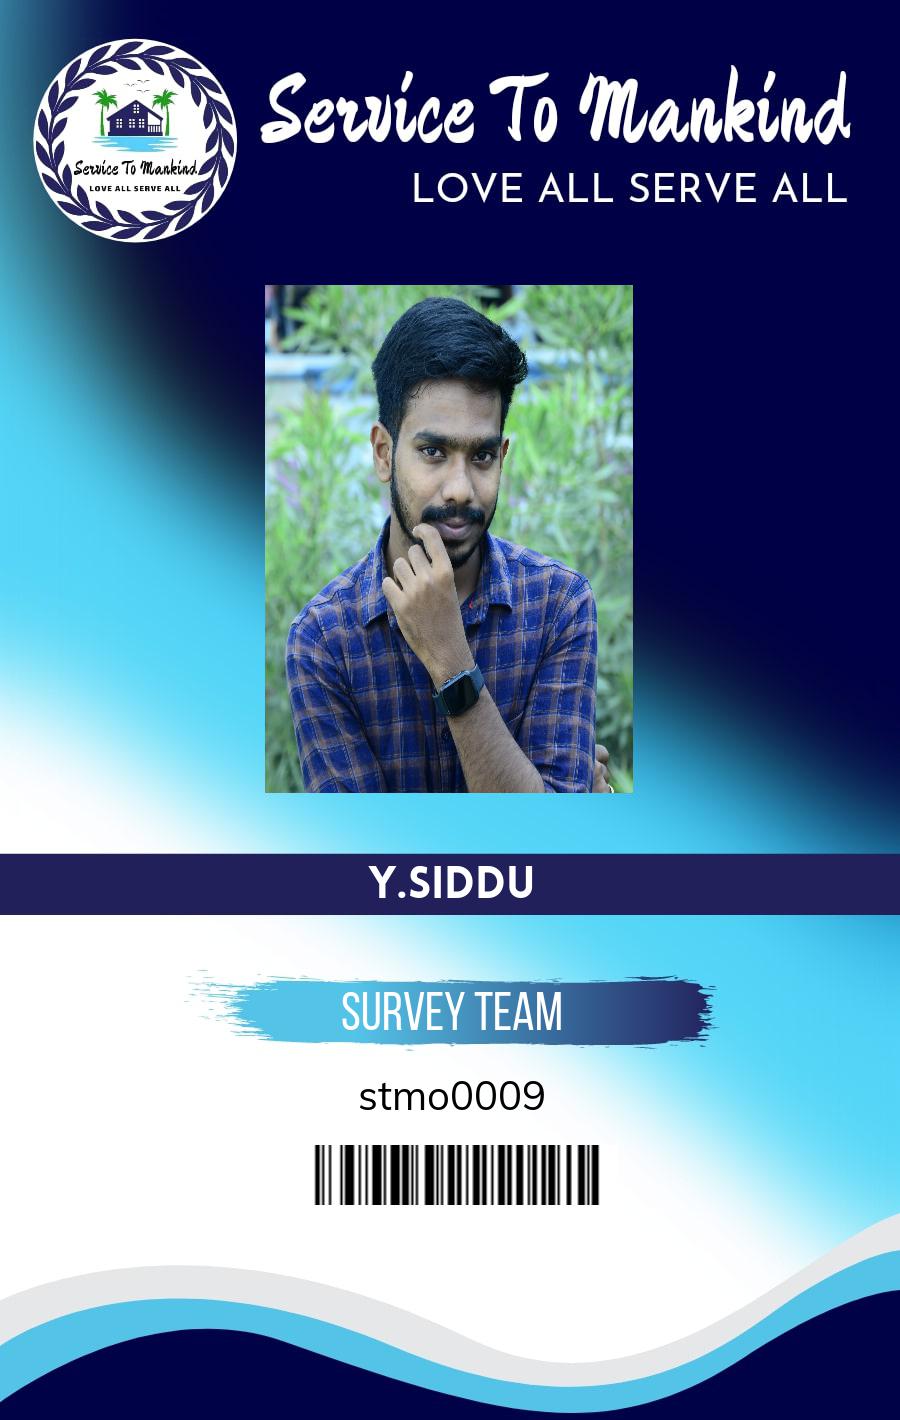 Service To Mankind
LOVE ALL SERVE ALL
Service To Mankind
LOVE ALL SERVE ALL
Y.SIDDU
SURVEY TEAM
stmo0009